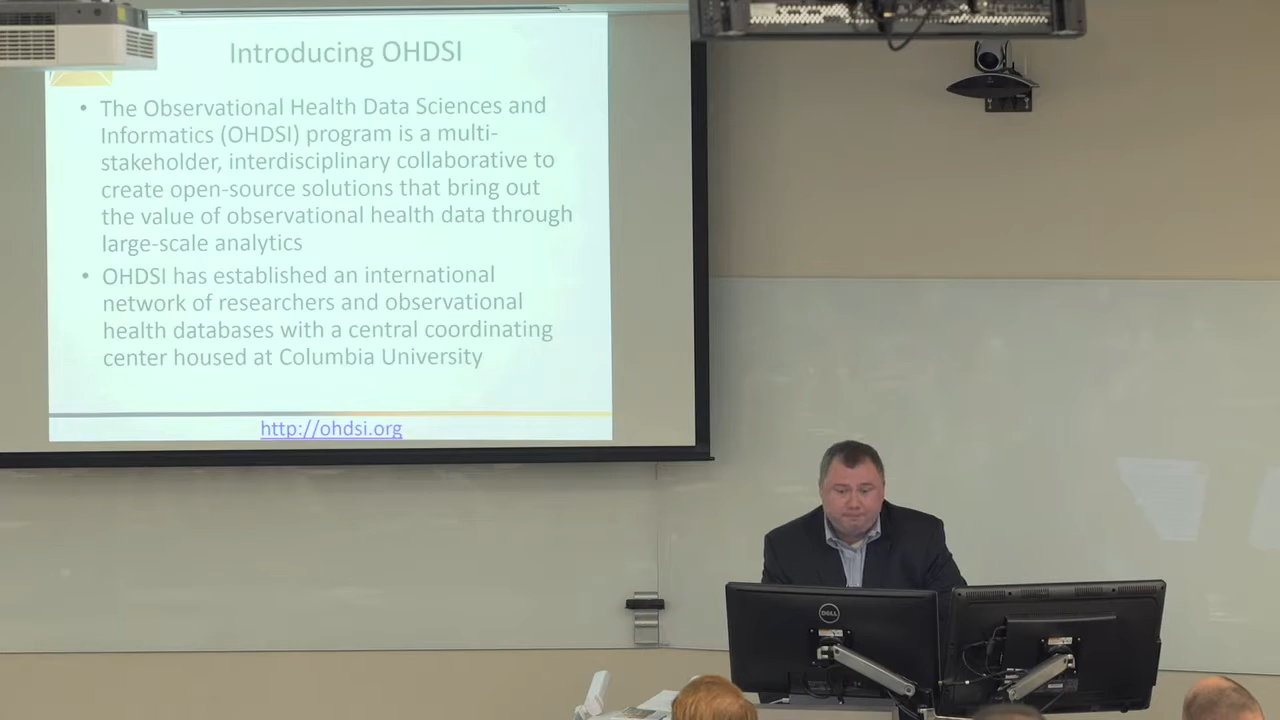 Introducing OHDSI
• The Observational Health Data Sciences and
Informatics (OHDSI) program is a multi-
stakeholder, interdisciplinary collaborative to
create open-source solutions that bring out
the value of observational health data through
large-scale analytics
• OHDSI has established an international
network of researchers and observational
health databases with a central coordinating
center housed at Columbia University
http://ohdsi.org
DELL